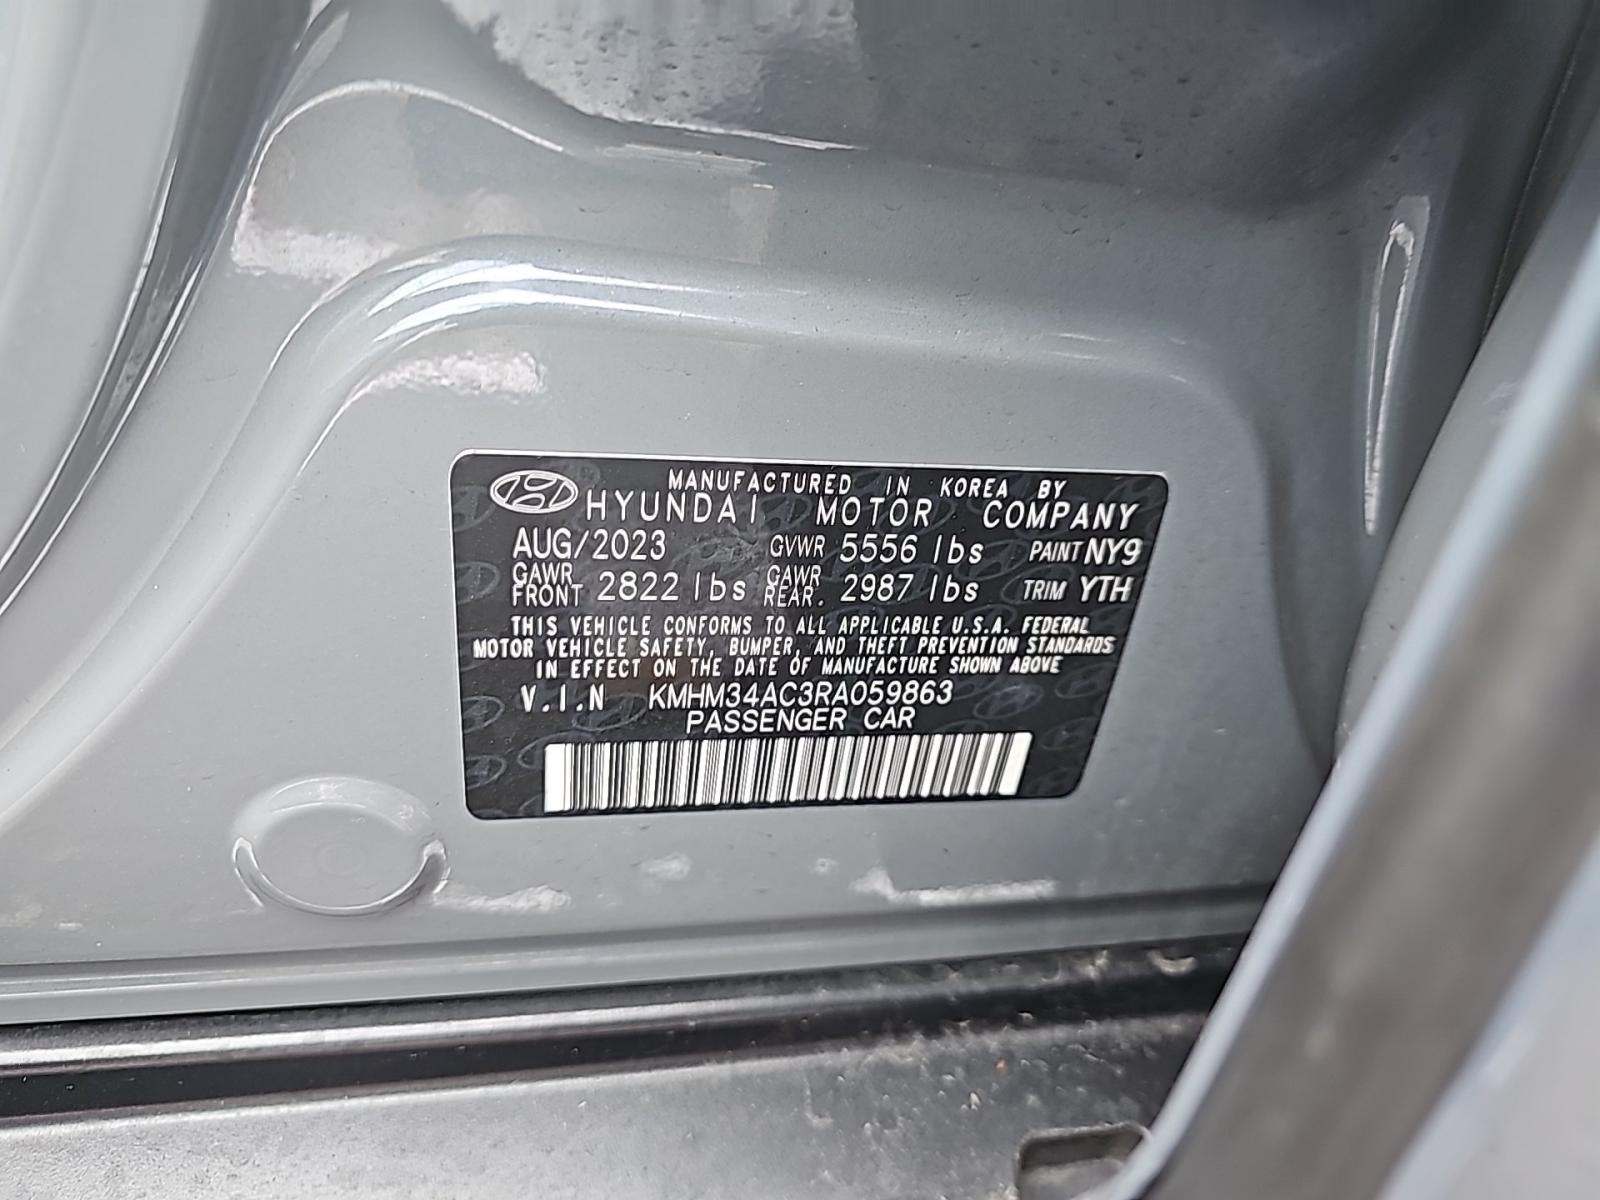 MANUFACTURED IN KOREA BY
HYUNDAI MOTOR COMPANY
AUG/2023 GVWR 5556 lbs PAINT NY9
GAWR FRONT 2822 lbs GAWR REAR. 2987 lbs TRIM YTH
THIS VEHICLE CONFORMS TO ALL APPLICABLE U.S.A. FEDERAL
MOTOR VEHICLE SAFETY, BUMPER, AND THEFT PREVENTION STANDARDS
IN EFFECT ON THE DATE OF MANUFACTURE SHOWN ABOVE
V.I.N KMHM34AC3RA059863
PASSENGER CAR